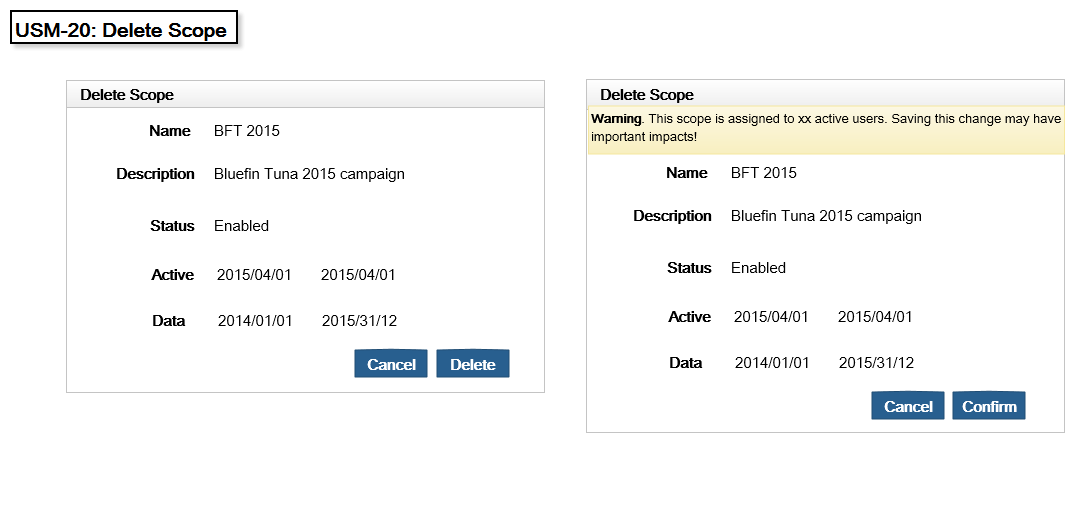 USM-20: Delete Scope
Delete Scope
Name BFT 2015
Description Bluefin Tuna 2015 campaign
Status Enabled
Active 2015/04/01 2015/04/01
Data 2014/01/01 2015/31/12
Cancel Delete
Delete Scope
Warning. This scope is assigned to xx active users. Saving this change may have
important impacts!
Name BFT 2015
Description Bluefin Tuna 2015 campaign
Status Enabled
Active 2015/04/01 2015/04/01
Data 2014/01/01 2015/31/12
Cancel Confirm